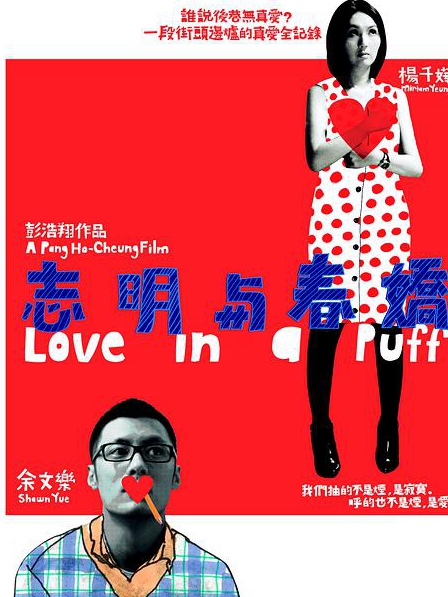 誰說後巷無真愛?
一段街頭邊爐的真愛全記錄
楊千嬅
Miriam Yeung
彭浩翔作品
A Pang Ho-Cheung Film
志明與春嬌
Love in a Puff
余文樂
Shawn Yue
我們抽的不是煙,是寂寞。
呼的也不是煙,是愛